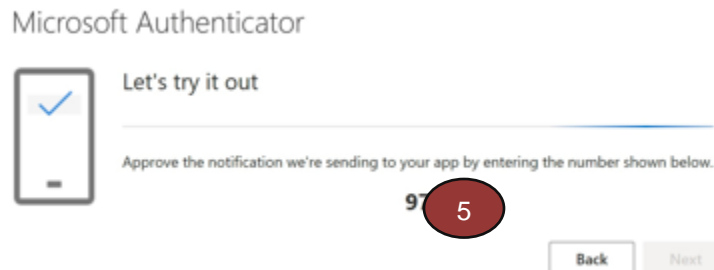 Microsoft Authenticator
Let's try it out
Approve the notification we're sending to your app by entering the number shown below.
5
Back
Next